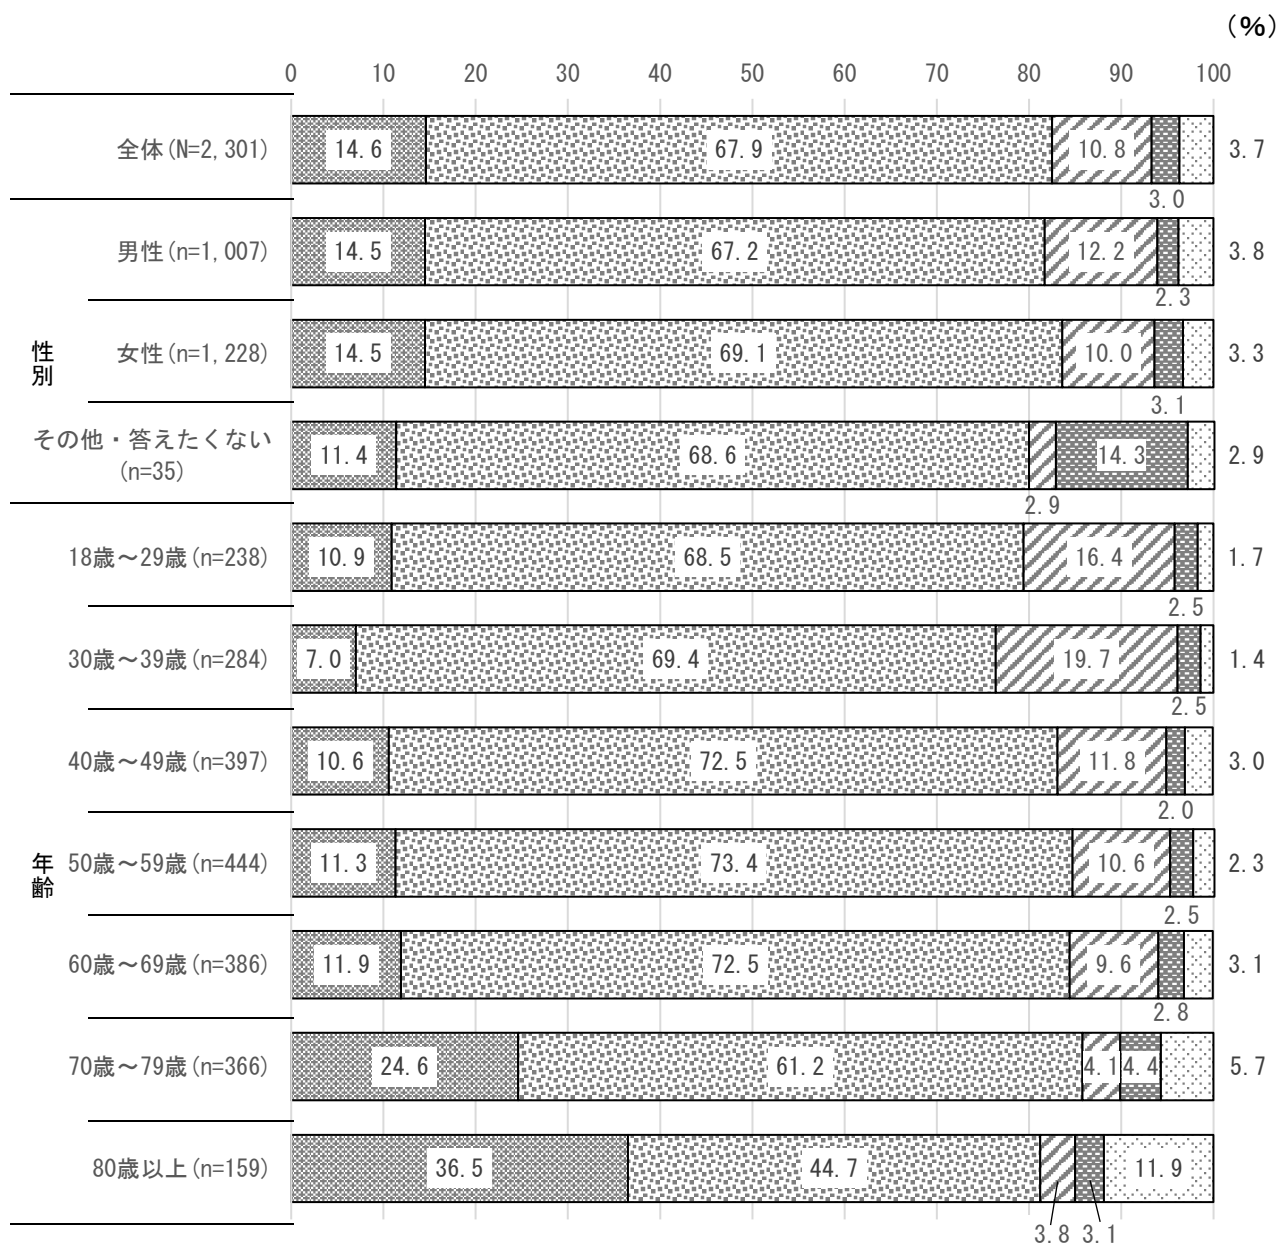 (%)
0 10 20 30 40 50 60 70 80 90 100
全体(N=2,301) 14.6 67.9 10.8 3.0 3.7
男性(n=1,007) 14.5 67.2 12.2 2.3 3.8
性別
女性(n=1,228) 14.5 69.1 10.0 3.1 3.3
その他・答えたくない
(n=35) 11.4 68.6 2.9 14.3 2.9
18歳～29歳(n=238) 10.9 68.5 16.4 2.5 1.7
30歳～39歳(n=284) 7.0 69.4 19.7 2.5 1.4
40歳～49歳(n=397) 10.6 72.5 11.8 2.0 3.0
年齢
50歳～59歳(n=444) 11.3 73.4 10.6 2.5 2.3
60歳～69歳(n=386) 11.9 72.5 9.6 2.8 3.1
70歳～79歳(n=366) 24.6 61.2 4.1 4.4 5.7
80歳以上(n=159) 36.5 44.7 3.8 3.1 11.9